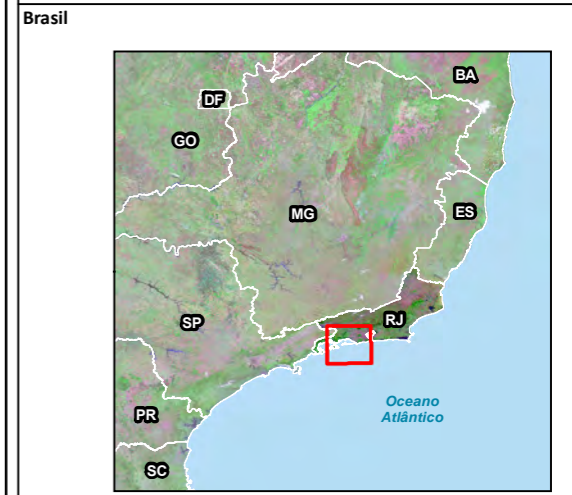 Brasil
BA
DF
GO
MG
ES
SP
RJ
PR
Oceano
Atlântico
SC